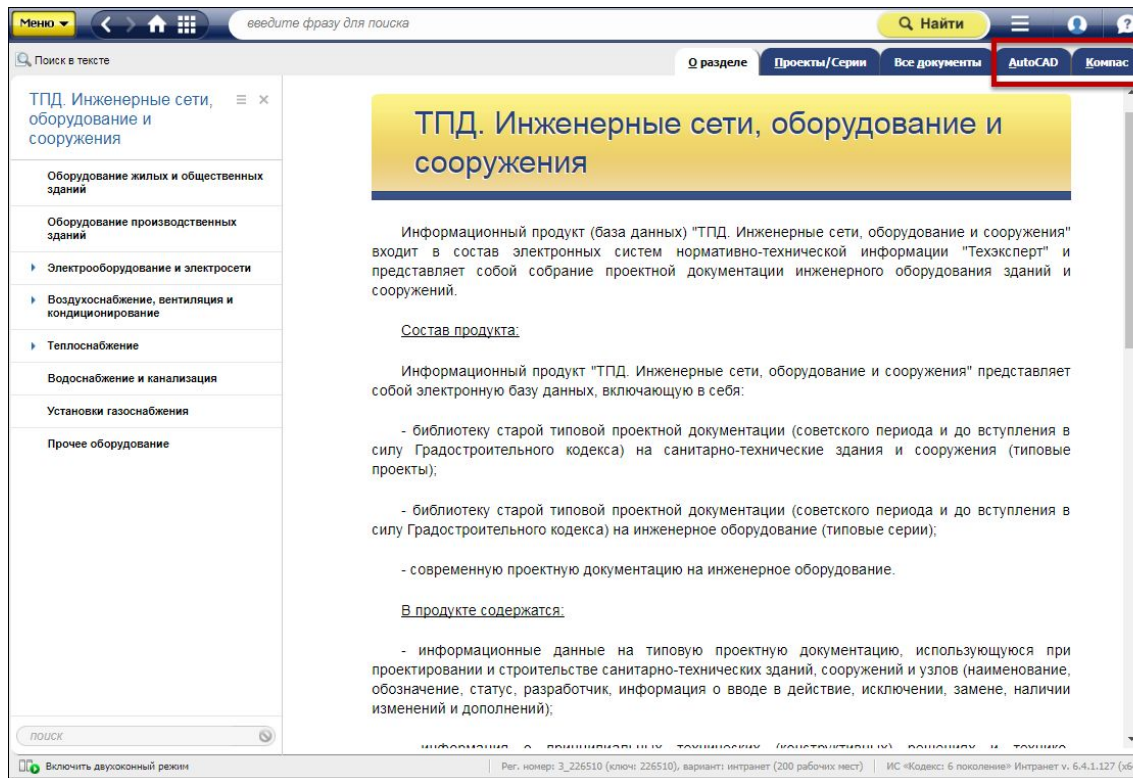 Меню
введите фразу для поиска
Найти
Поиск в тексте
О разделе
Проекты/Серии
Все документы
AutoCAD
Компас
ТПД. Инженерные сети,
оборудование и
сооружения
Оборудование жилых и общественных
зданий
Оборудование производственных
зданий
Электрооборудование и электросети
Воздухоснабжение, вентиляция и
кондиционирование
Теплоснабжение
Водоснабжение и канализация
Установки газоснабжения
Прочее оборудование
поиск
ТПД. Инженерные сети, оборудование и
сооружения
Информационный продукт (база данных) "ТПД. Инженерные сети, оборудование и сооружения"
входит в состав электронных систем нормативно-технической информации "Техэксперт" и
представляет собой собрание проектной документации инженерного оборудования зданий и
сооружений.
Состав продукта:
Информационный продукт "ТПД. Инженерные сети, оборудование и сооружения" представляет
собой электронную базу данных, включающую в себя:
- библиотеку старой типовой проектной документации (советского периода и до вступления в
силу Градостроительного кодекса) на санитарно-технические здания и сооружения (типовые
проекты);
- библиотеку старой типовой проектной документации (советского периода и до вступления в
силу Градостроительного кодекса) на инженерное оборудование (типовые серии);
- современную проектную документацию на инженерное оборудование.
В продукте содержатся:
- информационные данные на типовую проектную документацию, использующуюся при
проектировании и строительстве санитарно-технических зданий, сооружений и узлов (наименование,
обозначение, статус, разработчик, информация о вводе в действие, исключении, замене, наличии
изменений и дополнений);
- информация о принципиальных технических (конструктивных) решениях и технико-
Включить двухоконный режим
Рег. номер: 3_226510 (ключ: 226510), вариант: интранет (200 рабочих мест)
ИС «Кодекс: 6 поколение» Интранет v. 6.4.1.127 (x6